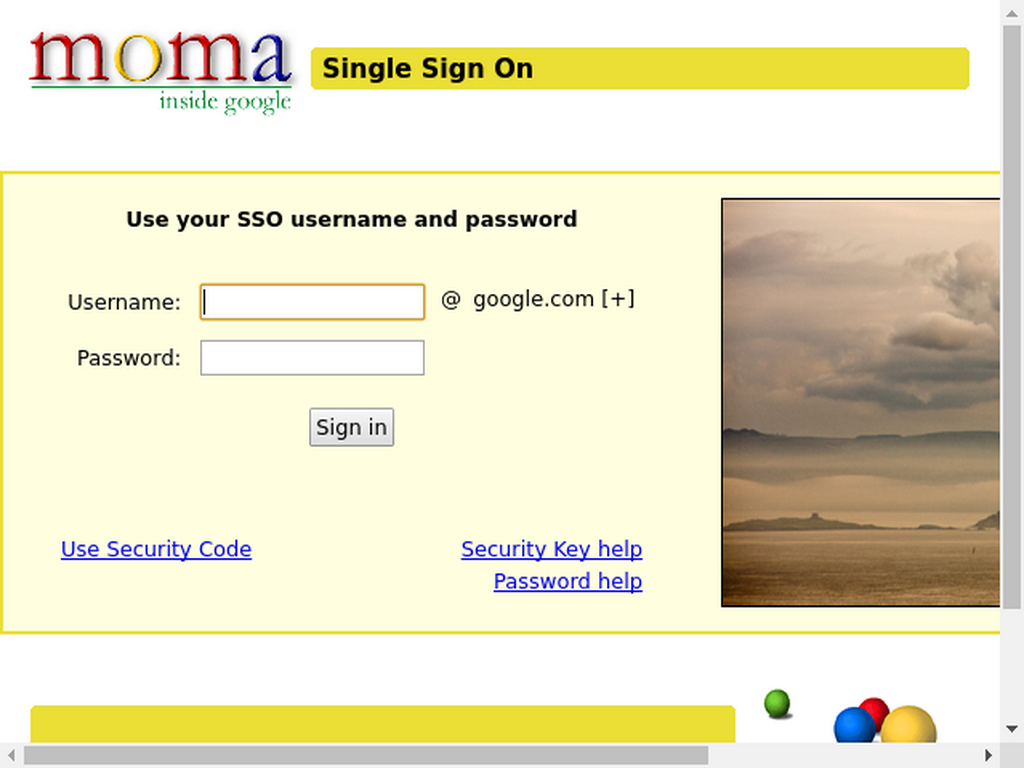 moma
inside google
Single Sign On
Use your SSO username and password
Username:
@ google.com [+]
Password:
Sign in
Use Security Code
Security Key help
Password help